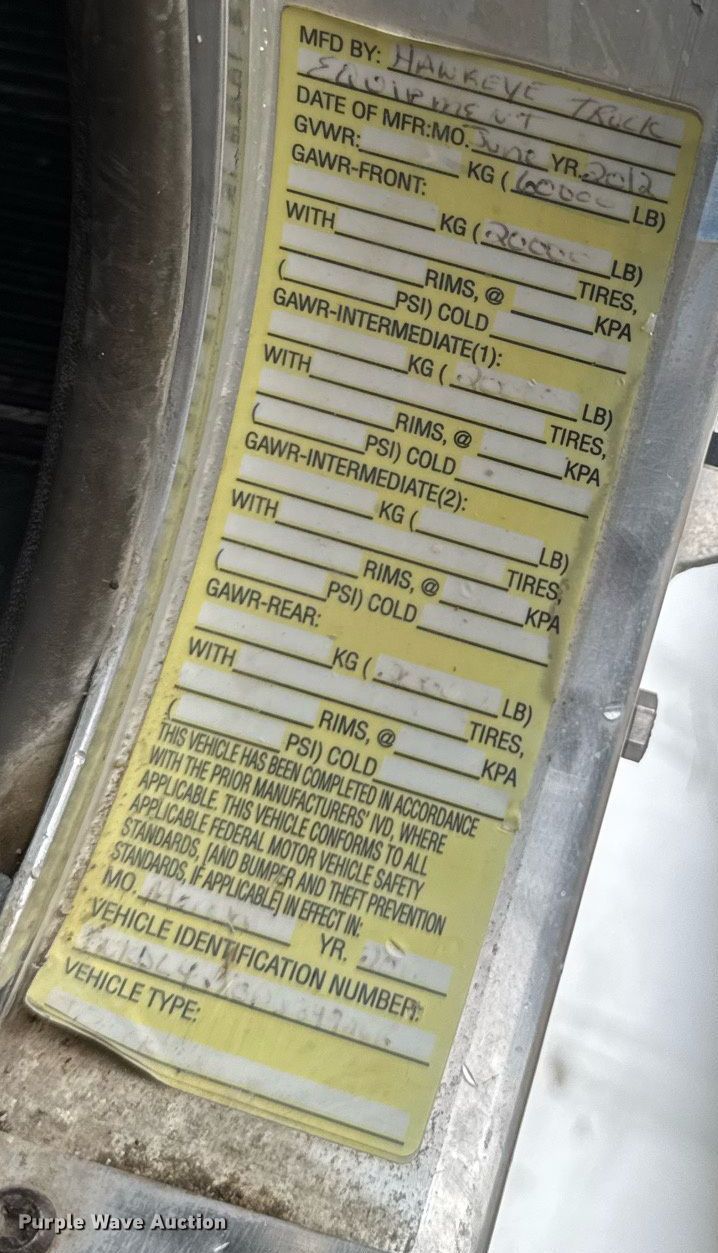 MFD BY: HAWKEYE TRUCK
EQUIPMENT
DATE OF MFR:MO. June YR. 2012
GVWR: KG ( 60000 LB)
GAWR-FRONT:
KG ( 20000 LB)
WITH TIRES,
RIMS, @ KPA
( PSI) COLD
GAWR-INTERMEDIATE(1):
KG ( LB)
WITH TIRES,
RIMS, @ KPA
( PSI) COLD
GAWR-INTERMEDIATE(2):
KG ( LB)
WITH TIRES,
RIMS, @ KPA
( PSI) COLD
GAWR-REAR:
KG ( LB)
WITH TIRES,
RIMS, @ KPA
( PSI) COLD
THIS VEHICLE HAS BEEN COMPLETED IN ACCORDANCE
WITH THE PRIOR MANUFACTURERS' IVD, WHERE
APPLICABLE. THIS VEHICLE CONFORMS TO ALL
APPLICABLE FEDERAL MOTOR VEHICLE SAFETY
STANDARDS, [AND BUMPER AND THEFT PREVENTION
STANDARDS, IF APPLICABLE] IN EFFECT IN:
MO. YR.
VEHICLE IDENTIFICATION NUMBER:
VEHICLE TYPE:
Purple Wave Auction